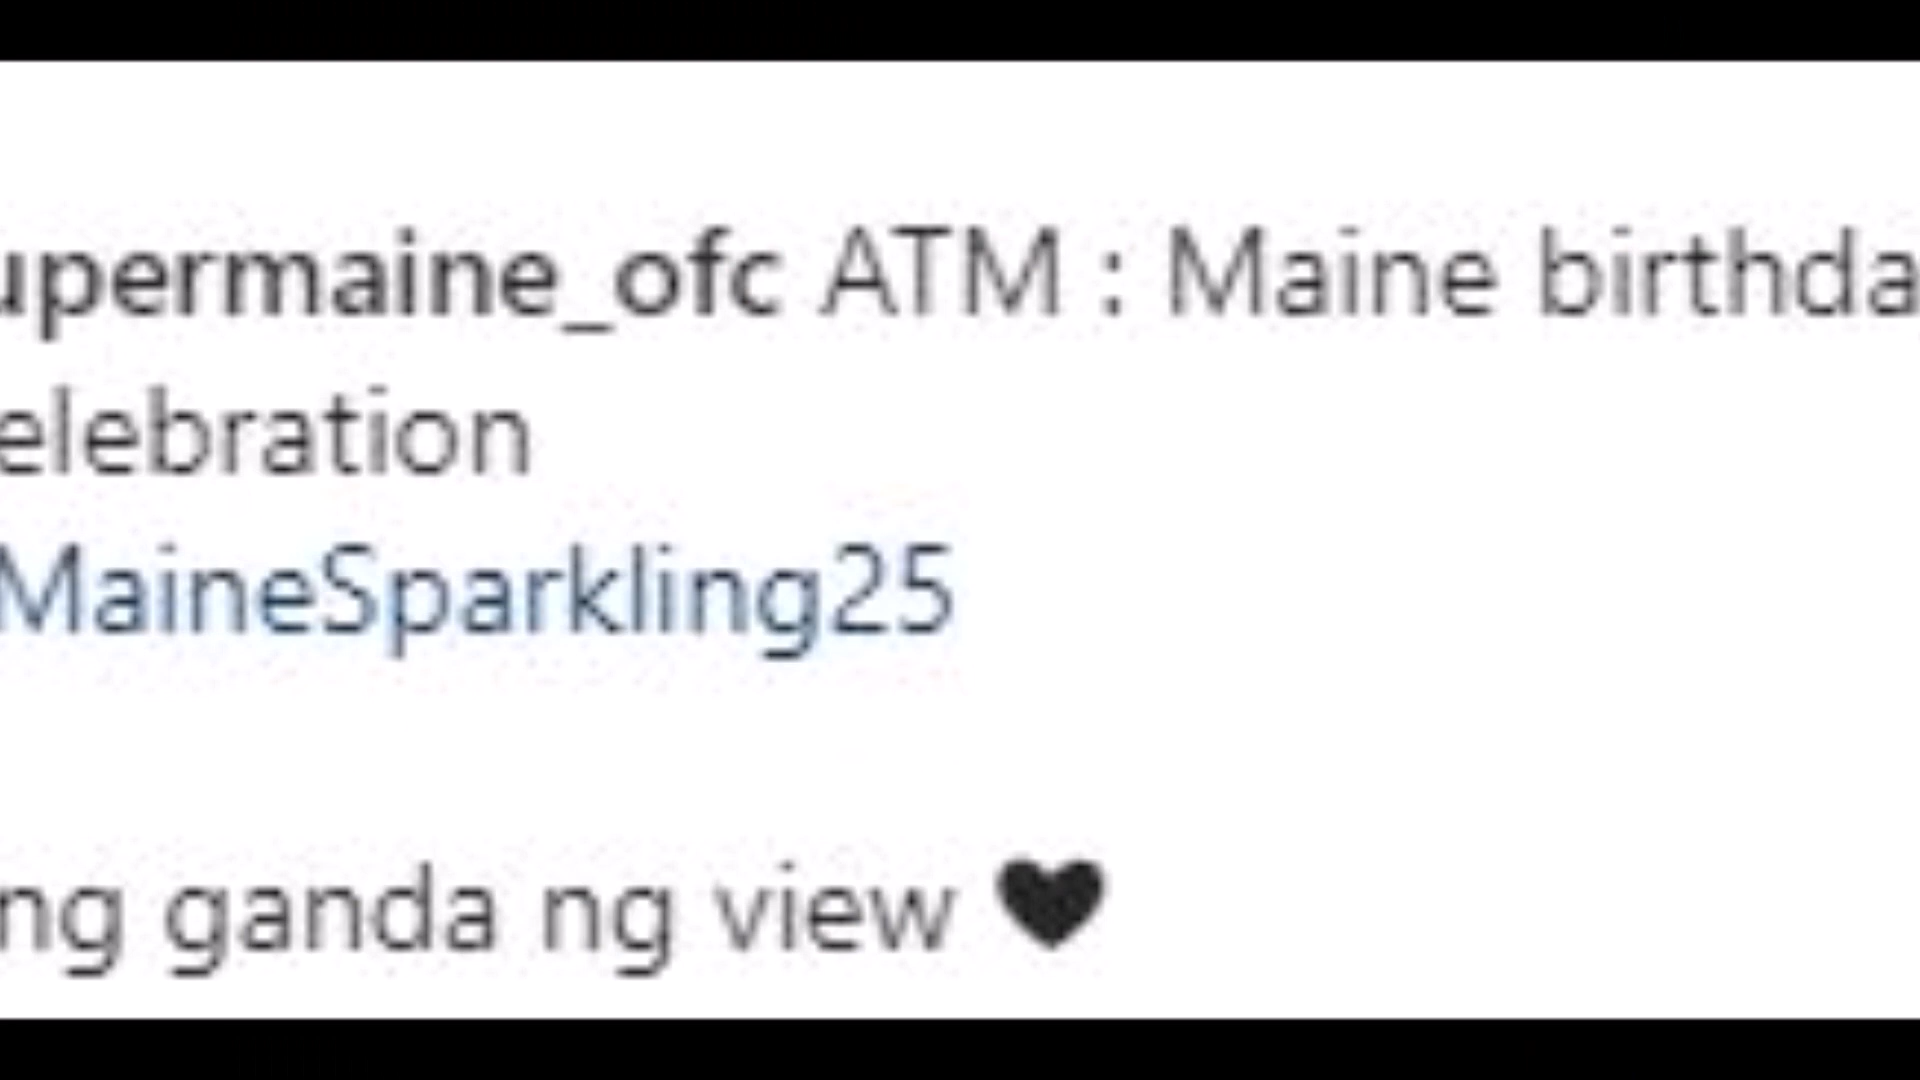 upermaine_ofc ATM : Maine birthda
elebration
MaineSparkling25
ng ganda ng view 🖤